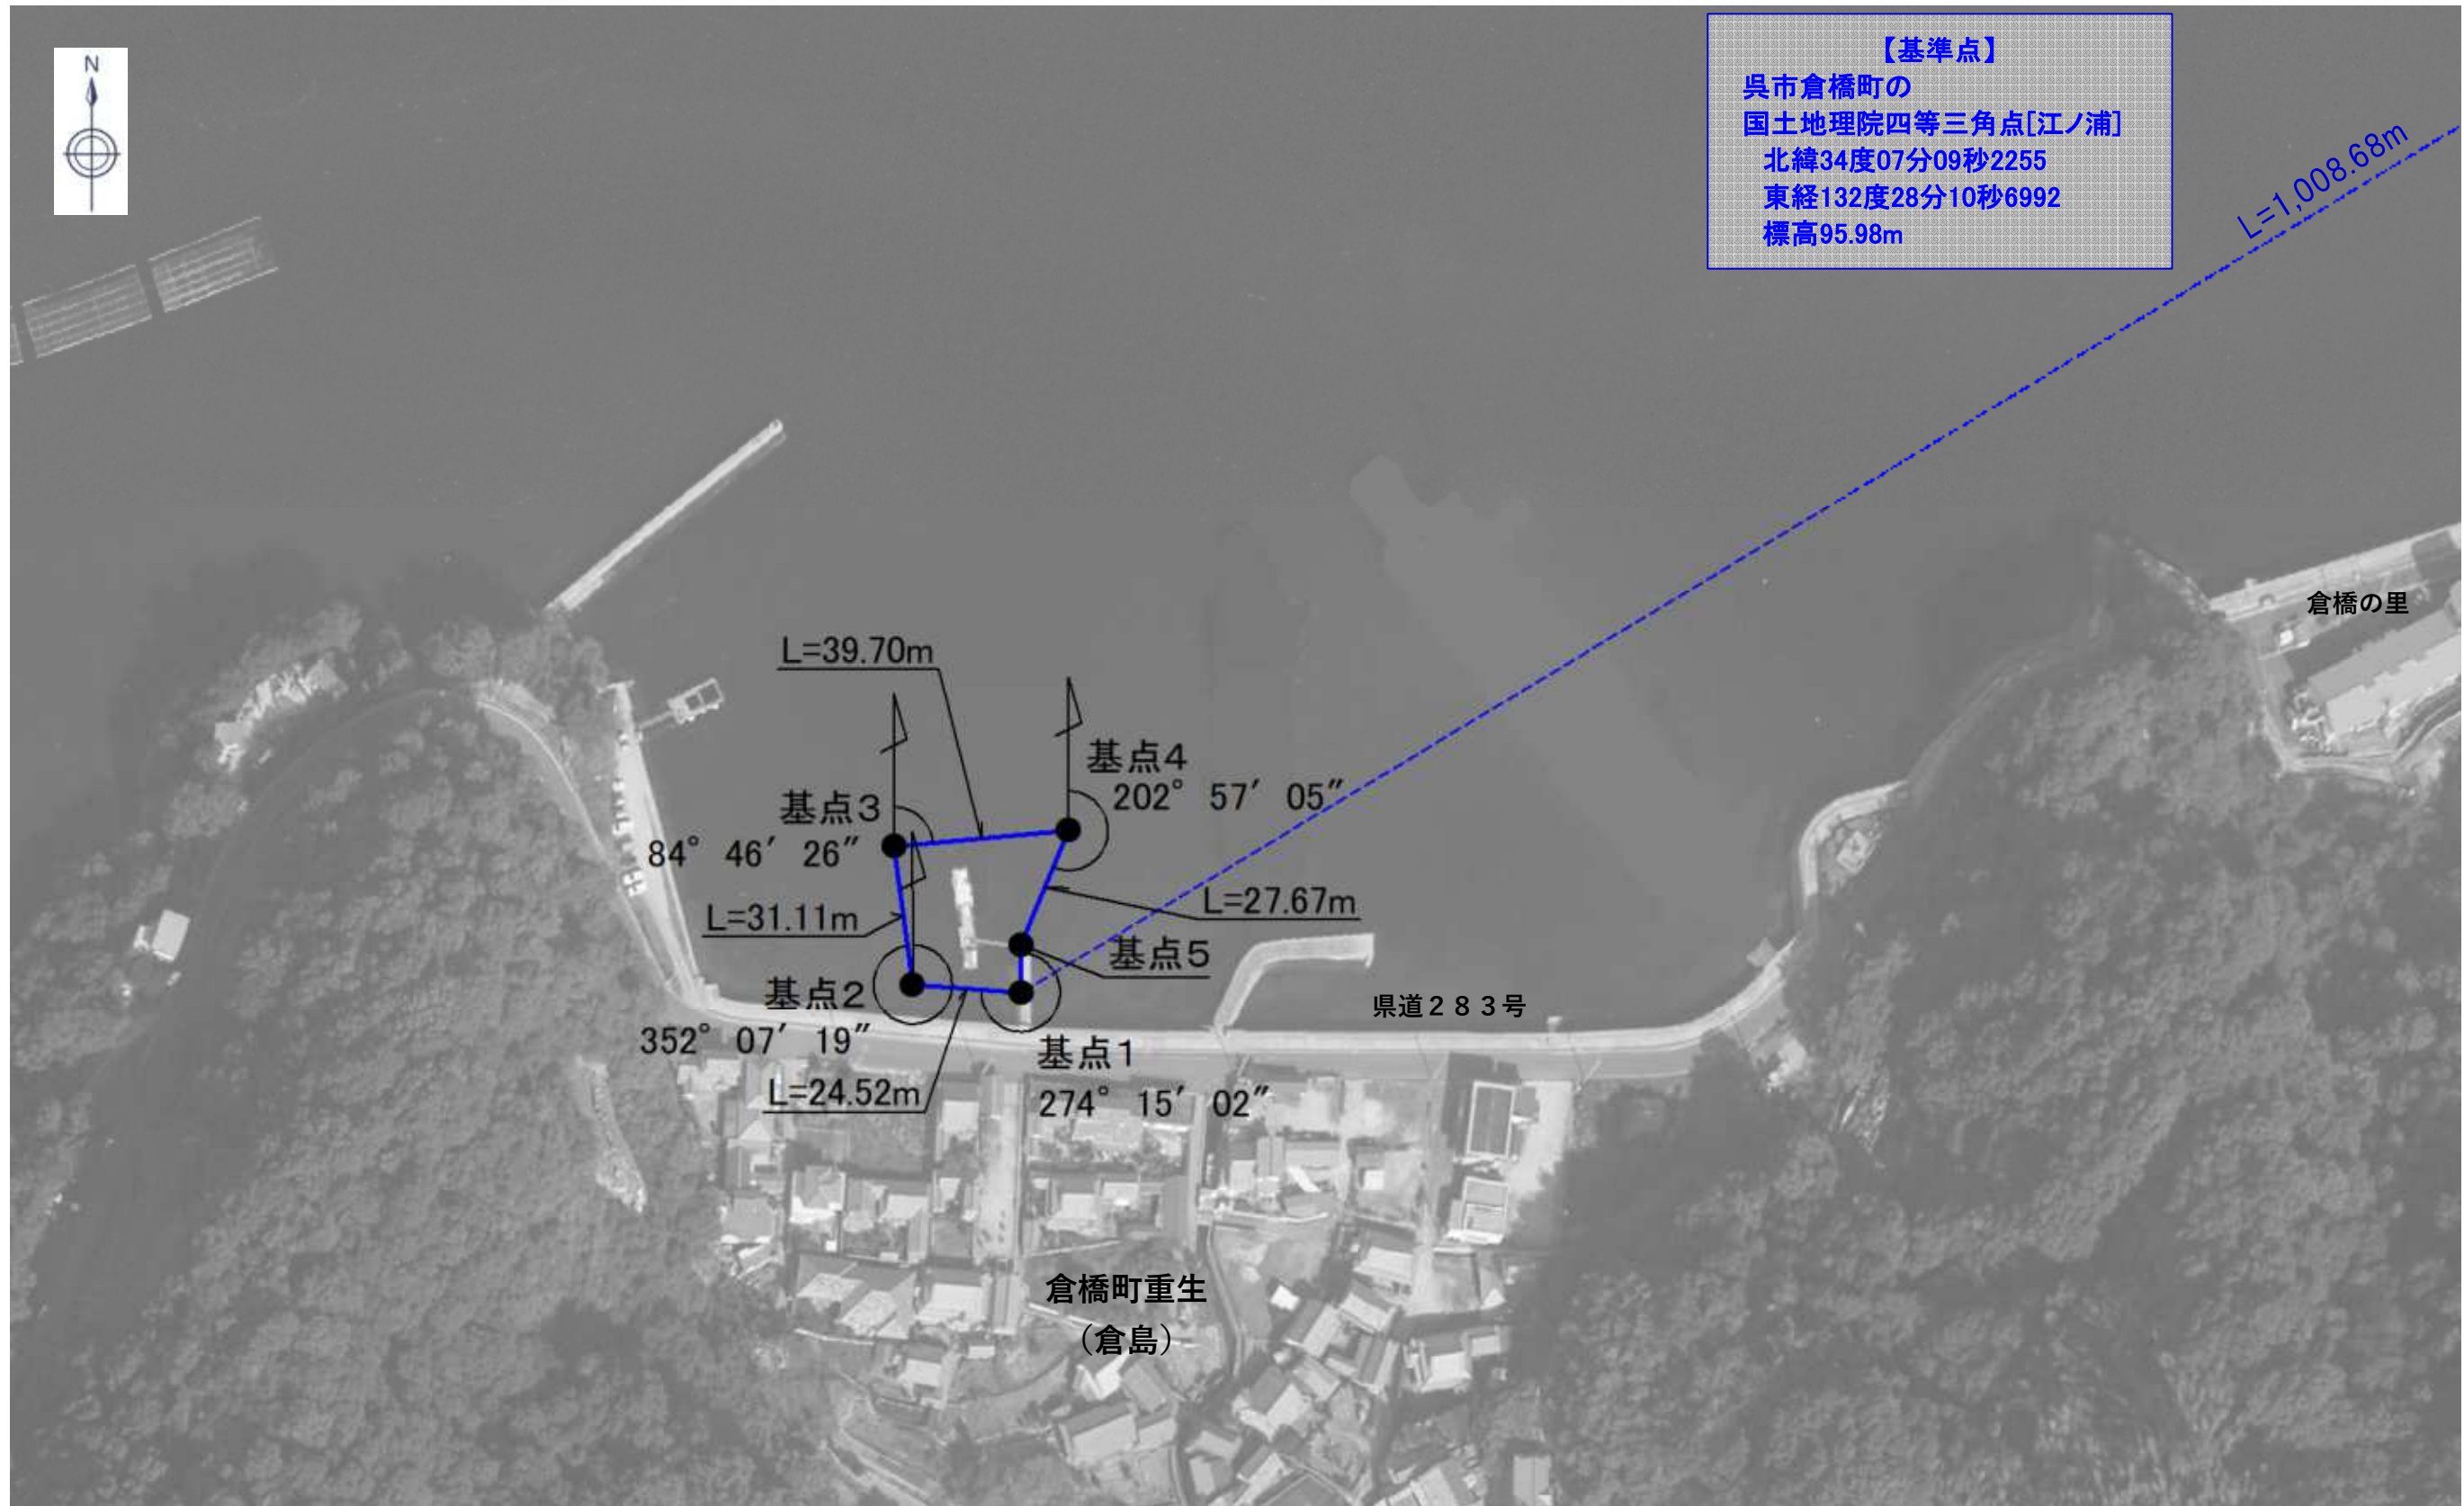 N
【基準点】
呉市倉橋町の
国土地理院四等三角点[江ノ浦]
北緯34度07分09秒2255
東経132度28分10秒6992
標高95.98m
L=1,008.68m
倉橋の里
L=39.70m
基点4
202° 57′ 05″
基点3
84° 46′ 26″
L=31.11m
L=27.67m
基点5
基点2
352° 07′ 19″
県道２８３号
基点1
274° 15′ 02″
L=24.52m
倉橋町重生
（倉島）